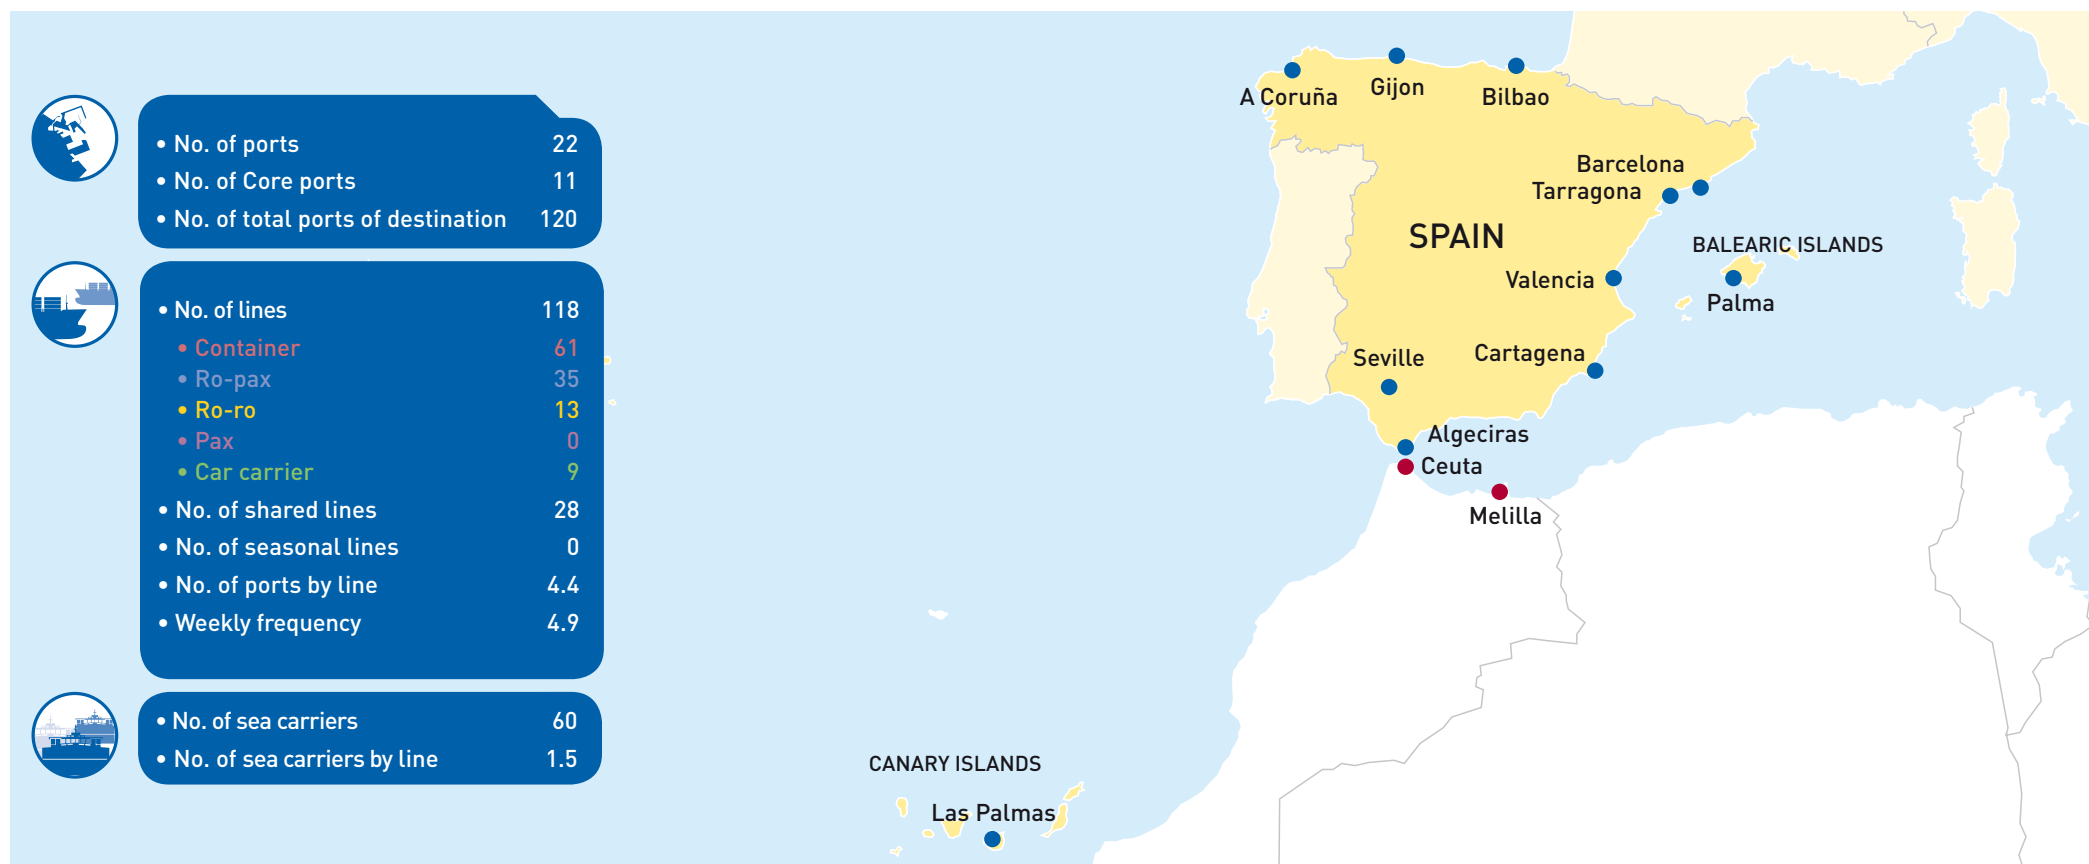 • No. of ports 22
• No. of Core ports 11
• No. of total ports of destination 120
• No. of lines 118
• Container 61
• Ro-pax 35
• Ro-ro 13
• Pax 0
• Car carrier 9
• No. of shared lines 28
• No. of seasonal lines 0
• No. of ports by line 4.4
• Weekly frequency 4.9
• No. of sea carriers 60
• No. of sea carriers by line 1.5
A Coruña
Gijon
Bilbao
Barcelona
Tarragona
SPAIN
BALEARIC ISLANDS
Valencia
Palma
Seville
Cartagena
Algeciras
Ceuta
Melilla
CANARY ISLANDS
Las Palmas